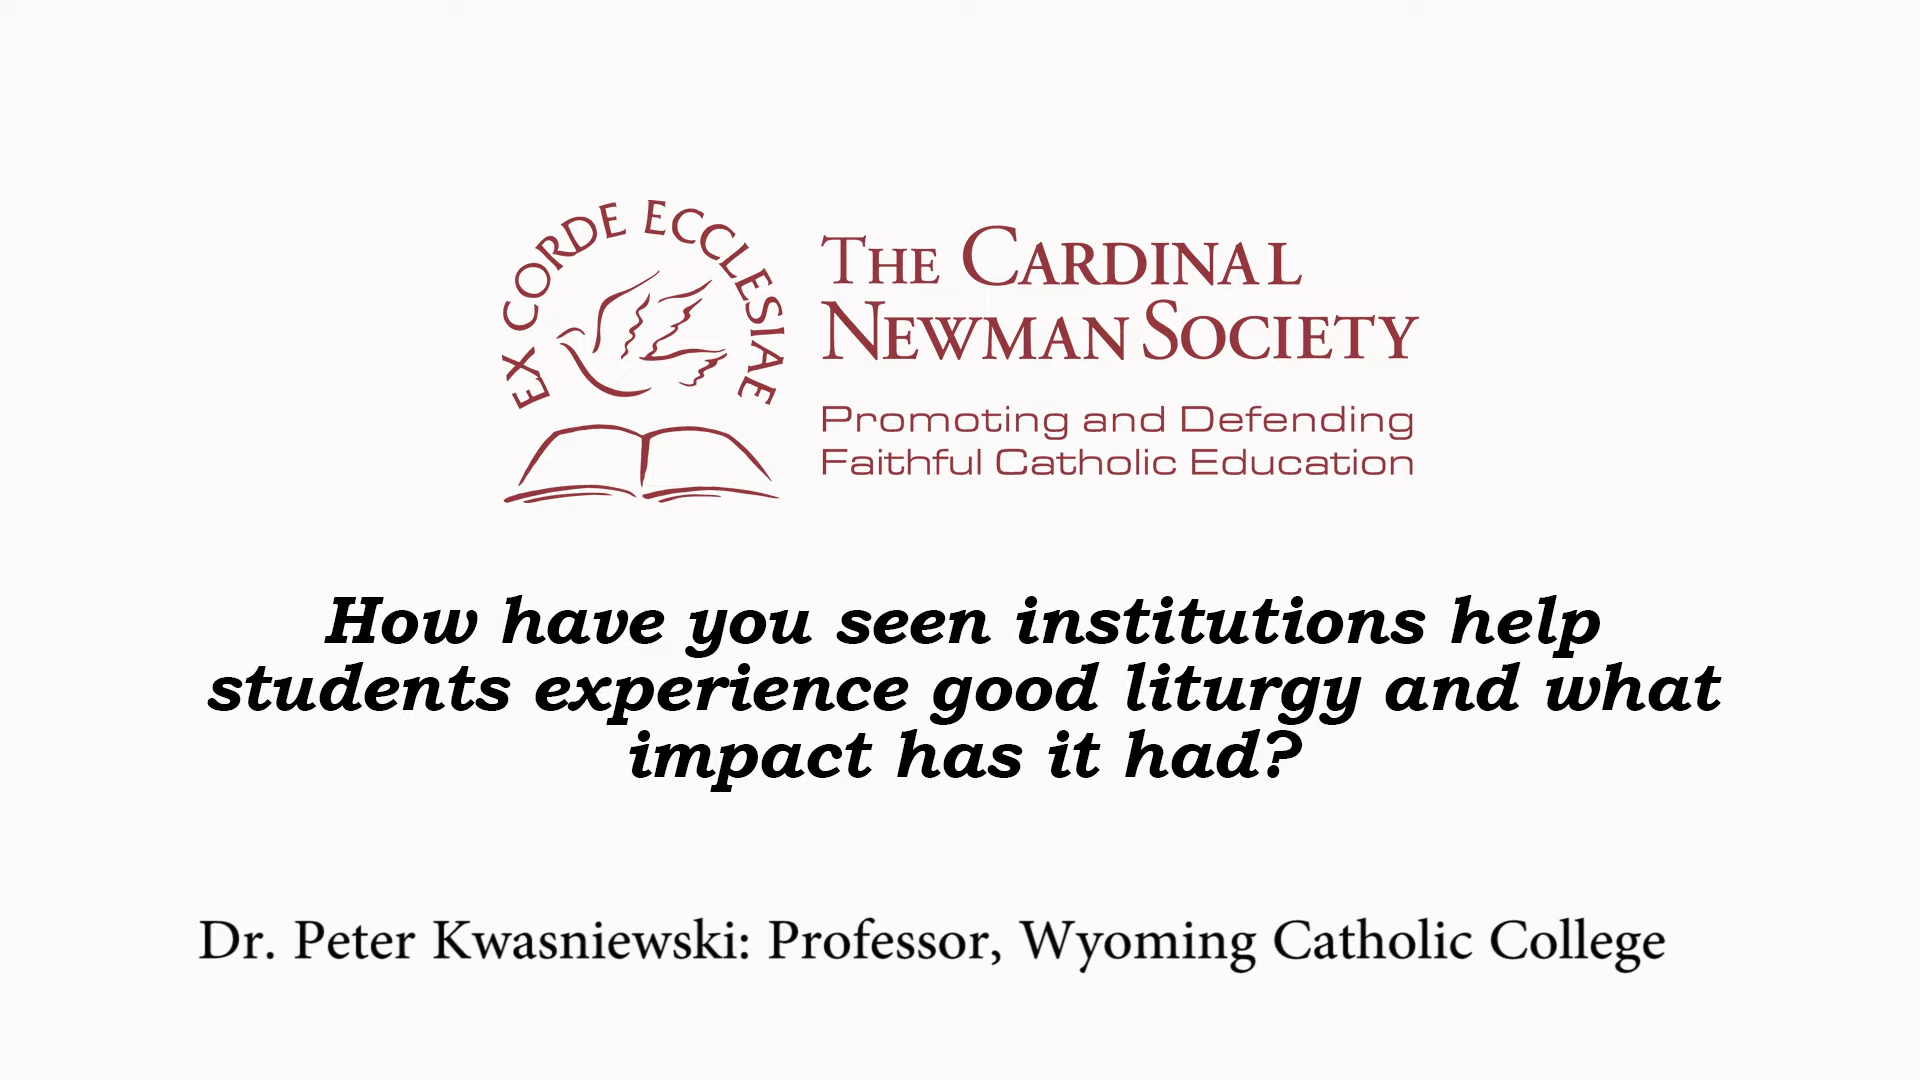 EX CORDE ECCLESIAE
THE CARDINAL
NEWMAN SOCIETY
Promoting and Defending
Faithful Catholic Education
How have you seen institutions help
students experience good liturgy and what
impact has it had?
Dr. Peter Kwasniewski: Professor, Wyoming Catholic College